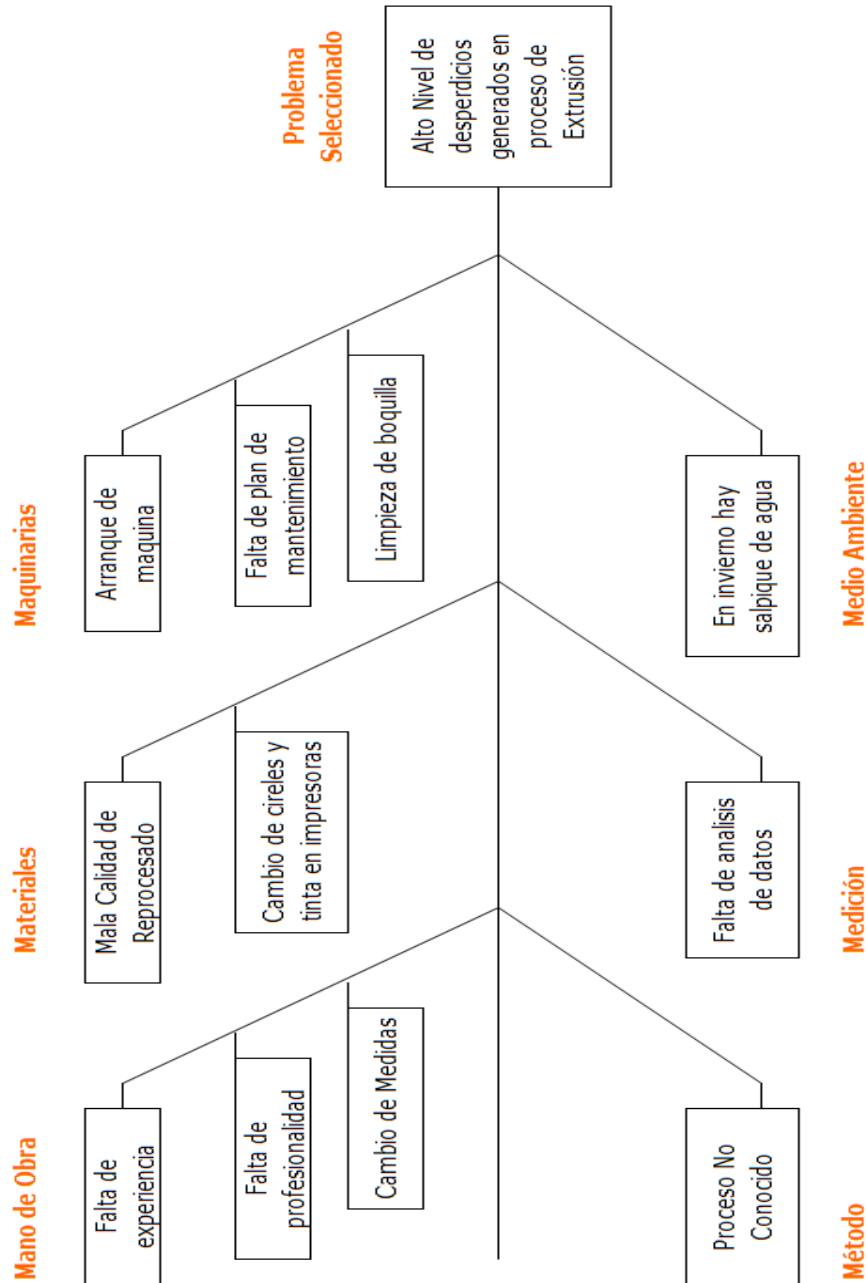 Mano de Obra
Materiales
Maquinarias
Problema
Seleccionado
Falta de
experiencia
Falta de
profesionalidad
Cambio de Medidas
Mala Calidad de
Reprocesado
Cambio de cireles y
tinta en impresoras
Arranque de
maquina
Falta de plan de
mantenimiento
Limpieza de boquilla
Alto Nivel de
desperdicios
generados en
proceso de
Extrusión
Proceso No
Conocido
Falta de analisis
de datos
En invierno hay
salpique de agua
Método
Medición
Medio Ambiente